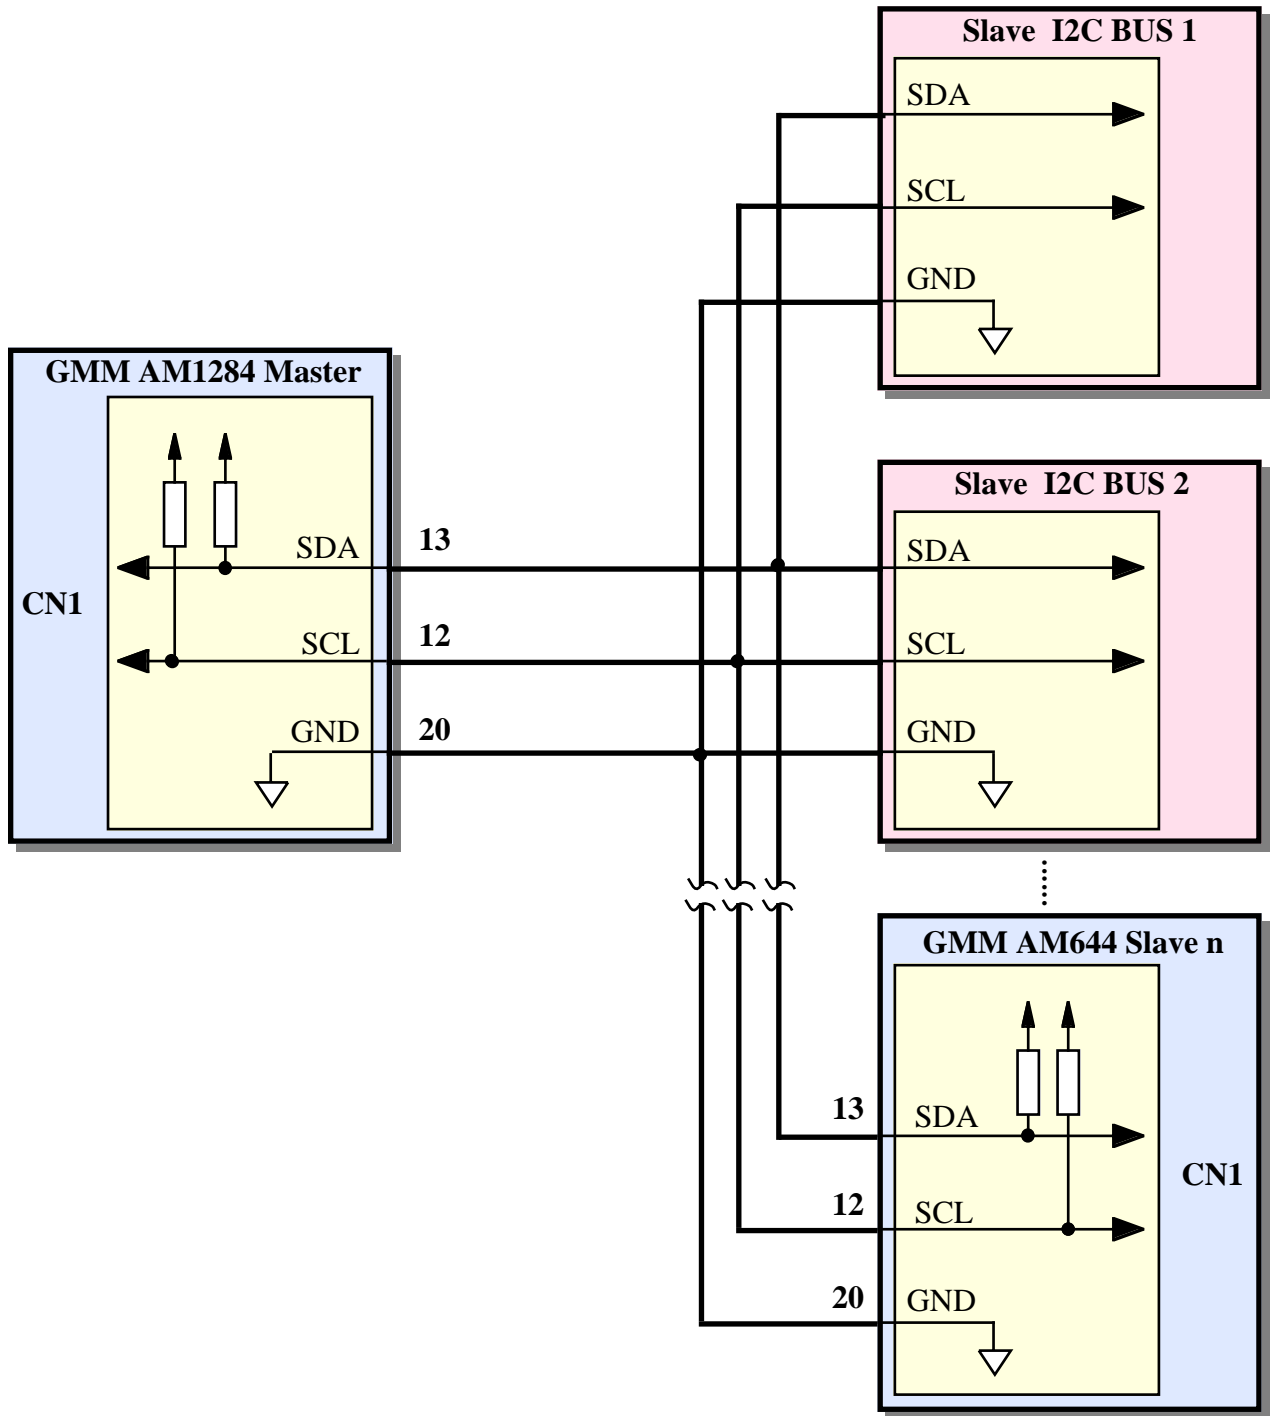 Slave I2C BUS 1
SDA
SCL
GND
GMM AM1284 Master
SDA
13
CN1
SCL
12
GND
20
Slave I2C BUS 2
SDA
SCL
GND
GMM AM644 Slave n
13
SDA
CN1
12
SCL
20
GND